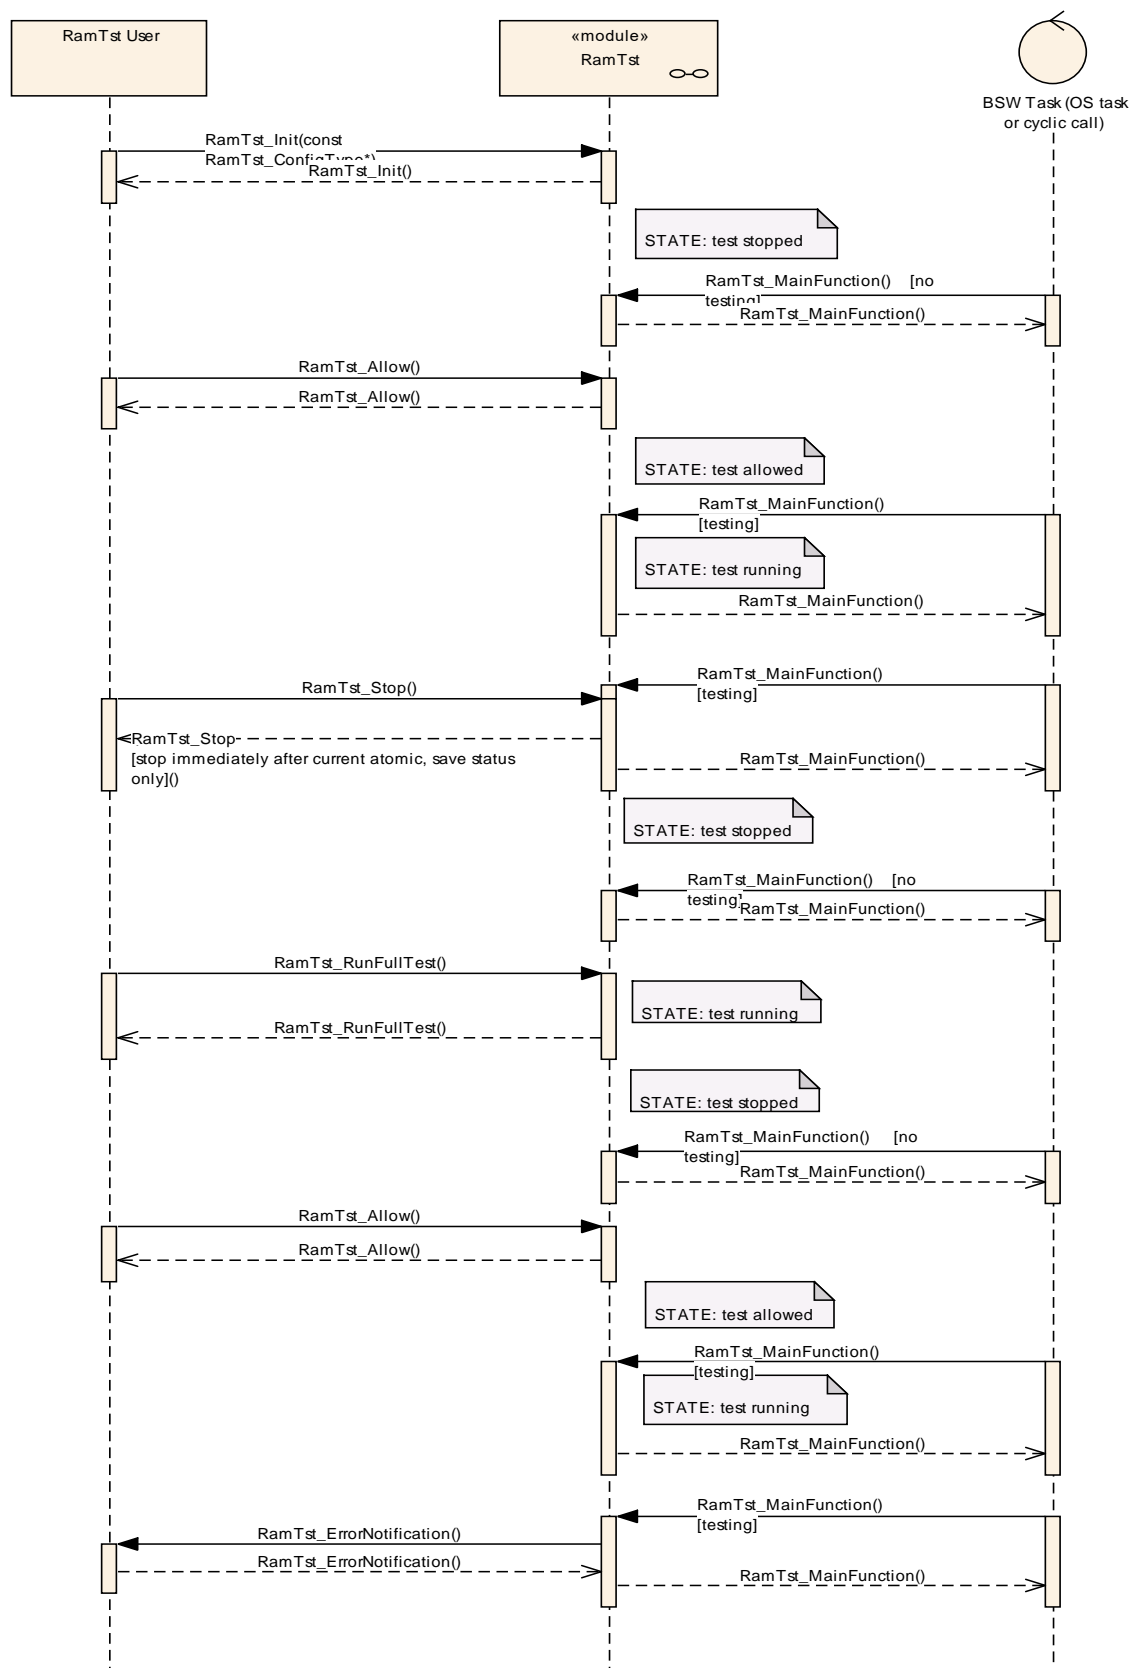 RamTst User
«module»
RamTst
BSW Task (OS task
or cyclic call)
RamTst_Init(const
RamTst_ConfigType*)
RamTst_Init()
STATE: test stopped
RamTst_MainFunction() [no
testing]
RamTst_MainFunction()
RamTst_Allow()
RamTst_Allow()
STATE: test allowed
RamTst_MainFunction()
[testing]
STATE: test running
RamTst_MainFunction()
RamTst_MainFunction()
[testing]
RamTst_Stop()
RamTst_Stop
[stop immediately after current atomic, save status
only]()
RamTst_MainFunction()
STATE: test stopped
RamTst_MainFunction() [no
testing]
RamTst_MainFunction()
RamTst_RunFullTest()
STATE: test running
RamTst_RunFullTest()
STATE: test stopped
RamTst_MainFunction() [no
testing]
RamTst_MainFunction()
RamTst_Allow()
RamTst_Allow()
STATE: test allowed
RamTst_MainFunction()
[testing]
STATE: test running
RamTst_MainFunction()
RamTst_MainFunction()
[testing]
RamTst_ErrorNotification()
RamTst_ErrorNotification()
RamTst_MainFunction()